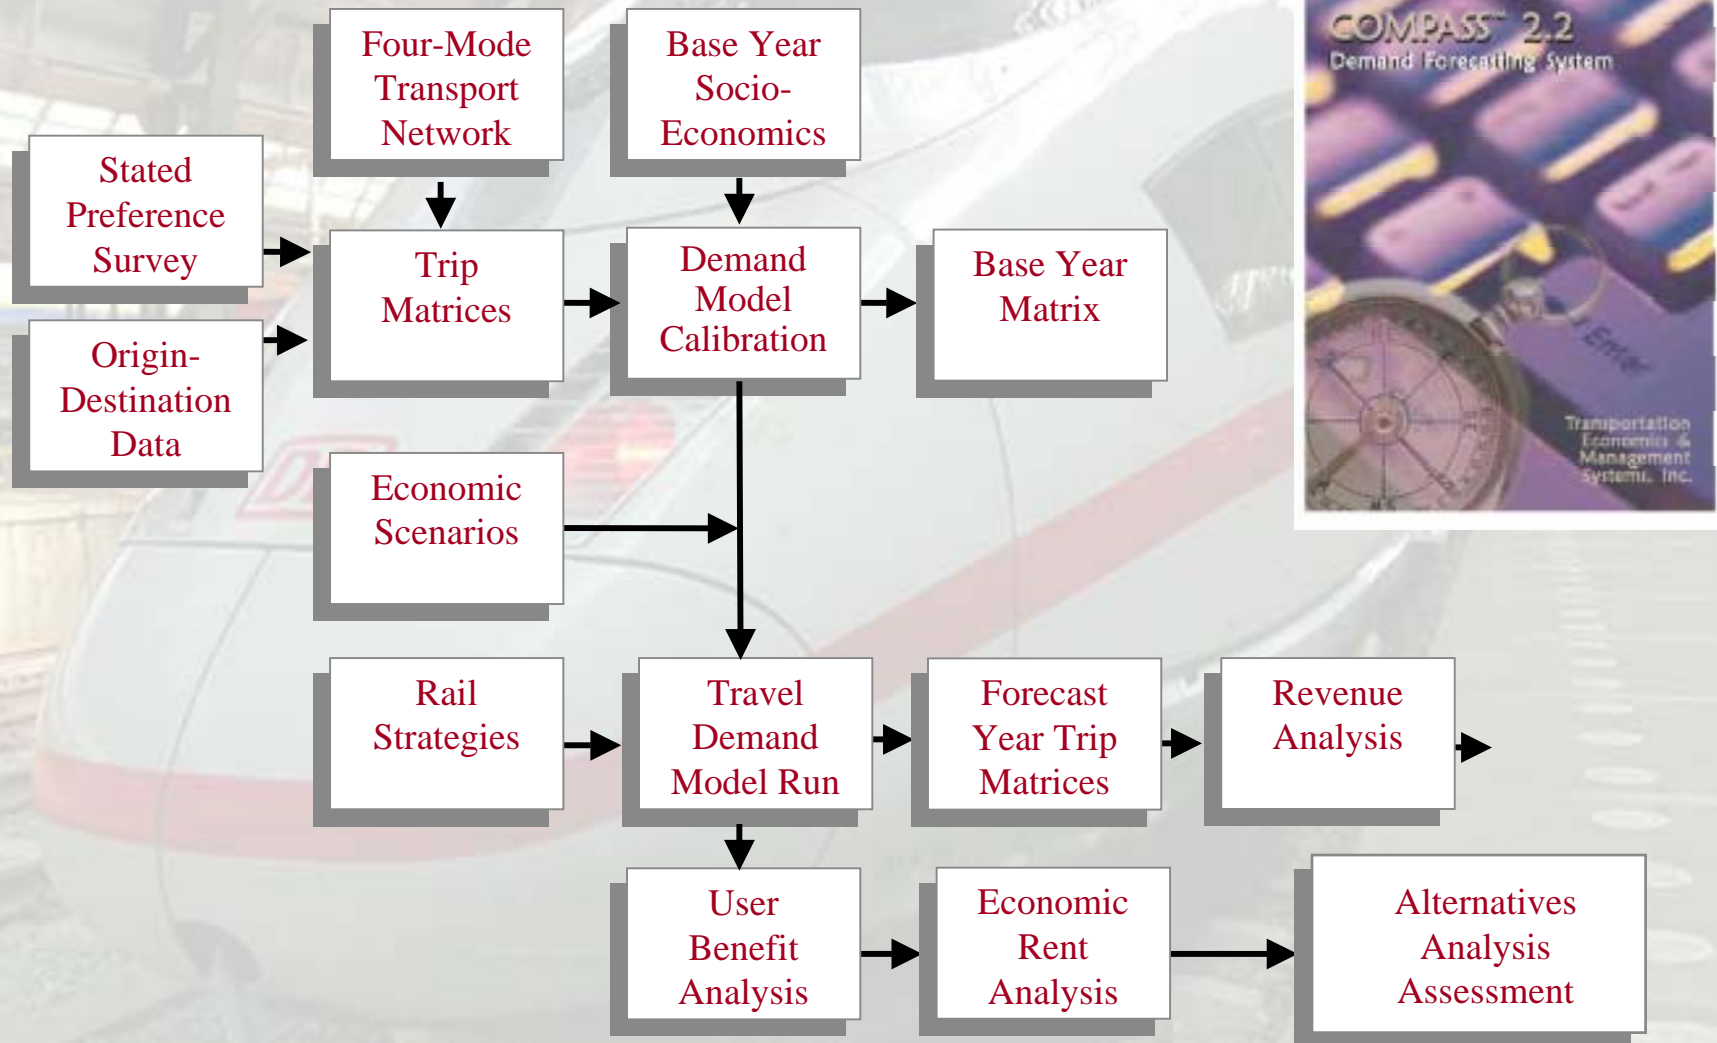 Four-Mode
Transport
Network
Base Year
Socio-
Economics
COMPASS™ 2.2
Demand Forecasting System
Stated
Preference
Survey
Trip
Matrices
Demand
Model
Calibration
Base Year
Matrix
Origin-
Destination
Data
Enter
Transportation
Economics &
Management
Systems, Inc.
Economic
Scenarios
Rail
Strategies
Travel
Demand
Model Run
Forecast
Year Trip
Matrices
Revenue
Analysis
User
Benefit
Analysis
Economic
Rent
Analysis
Alternatives
Analysis
Assessment